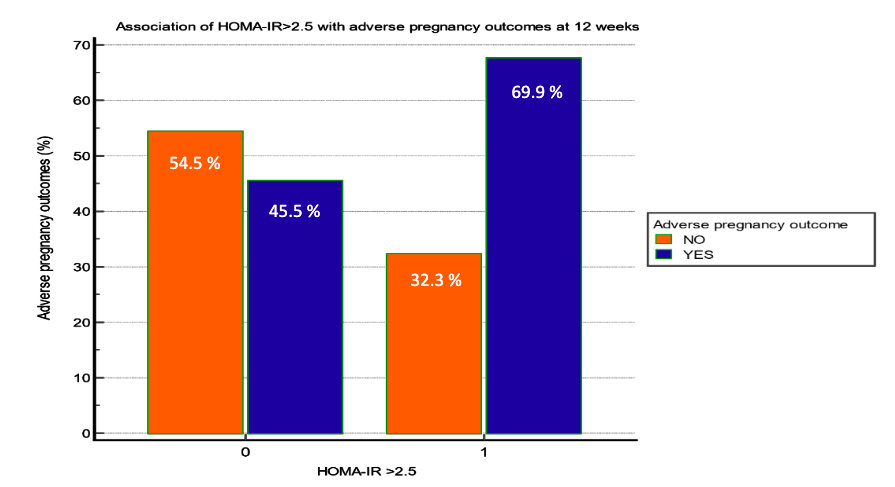 Association of HOMA-IR>2.5 with adverse pregnancy outcomes at 12 weeks
Adverse pregnancy outcomes (%)
70
60
50
40
30
20
10
0
54.5 %
45.5 %
32.3 %
69.9 %
0
1
HOMA-IR >2.5
Adverse pregnancy outcome
NO
YES